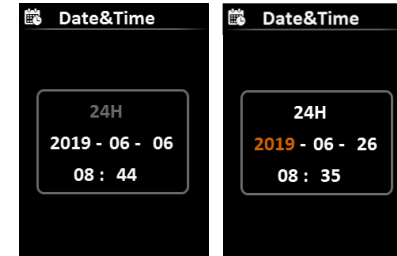 Date&Time
24H
2019 - 06 - 06
08 : 44
Date&Time
24H
2019 - 06 - 26
08 : 35